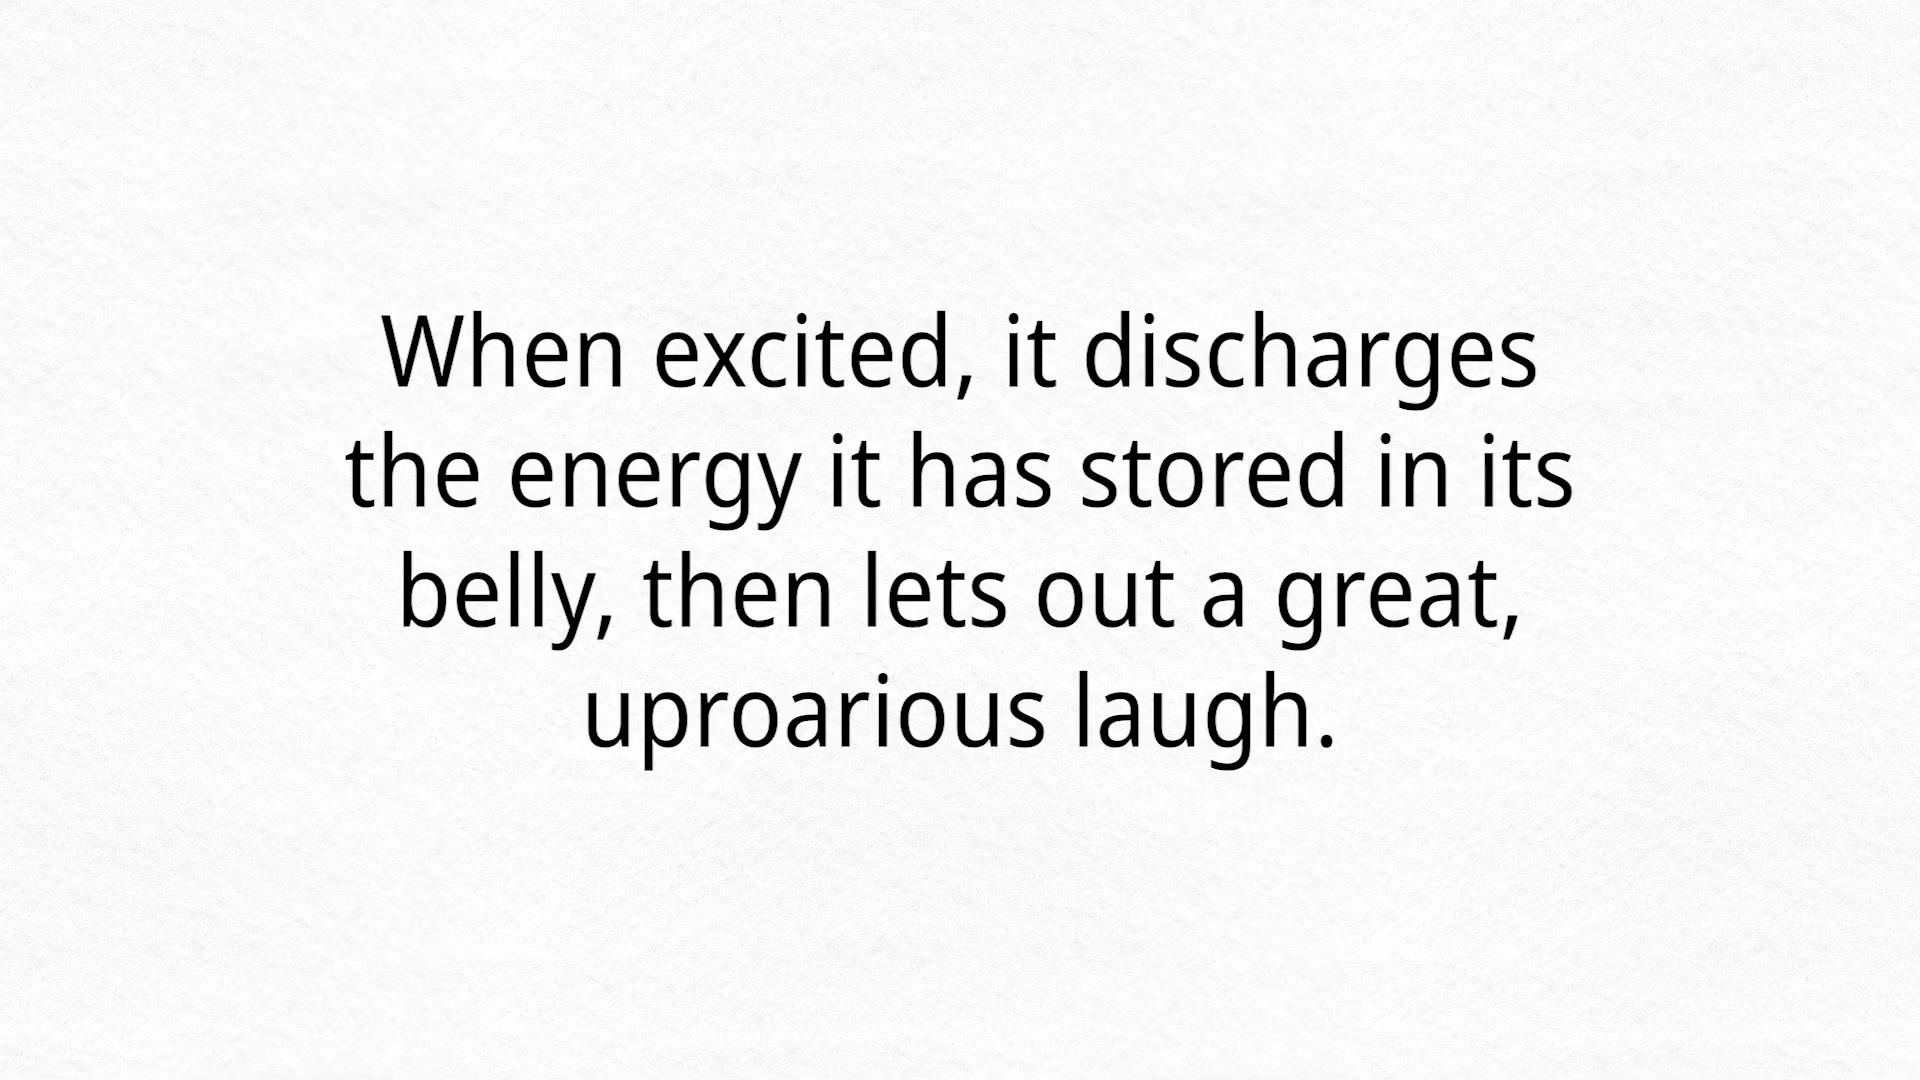 When excited, it discharges
the energy it has stored in its
belly, then lets out a great,
uproarious laugh.